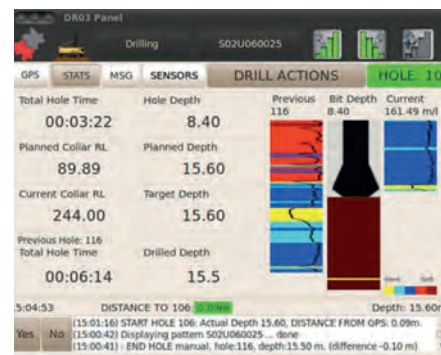 DR03 Panel
Drilling S02U060025
GPS STATS MSG SENSORS DRILL ACTIONS HOLE: 10
Total Hole Time Hole Depth Previous Bit Depth Current
116 8.40 161.49 m/l
00:03:22 8.40
Planned Collar RL Planned Depth
89.89 15.60
Current Collar RL Target Depth
244.00 15.60
Previous Hole: 116
Total Hole Time Drilled Depth
00:06:14 15.5
Hard Soft
5:04:53 DISTANCE TO 106: 0.09m Depth: 15.60m
Yes No (15:01:16) START HOLE 106: Actual Depth 15.60, DISTANCE FROM GPS: 0.09m.
(15:00:42) Displaying pattern S02U060025 ... done
(15:00:41) : END HOLE manual, hole:116, depth:15.50 m. (difference -0.10 m)